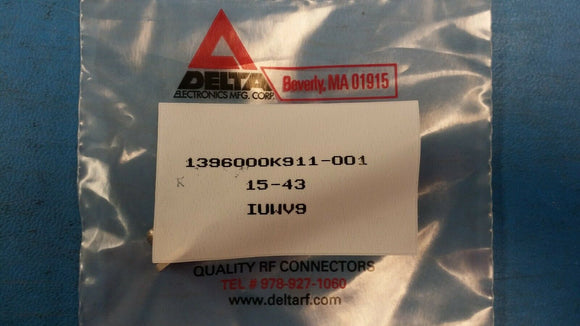 DELTA
ELECTRONICS MFG. CORP.
Beverly, MA 01915
1396000K911-001
K
15-43
IUWV9
QUALITY RF CONNECTORS
TEL # 978-927-1060
www.deltarf.com